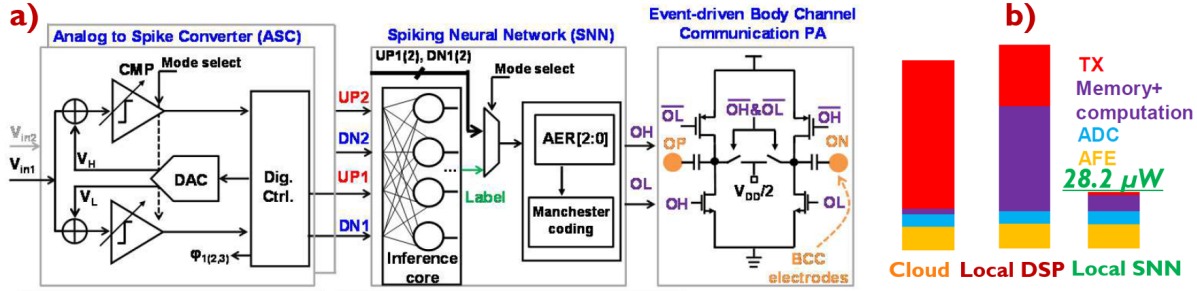 a)
Analog to Spike Converter (ASC)
CMP
Mode select
V_in2
V_in1
V_H
V_L
DAC
Dig.
Ctrl.
φ1(2,3)
UP2
DN2
UP1
DN1
Spiking Neural Network (SNN)
UP1(2), DN1(2)
Mode select
...
Label
Inference
core
AER[2:0]
Manchester
coding
OH
OL
Event-driven Body Channel
Communication PA
OL
OH&OL
OH
OP
ON
V_DD/2
OH
OL
BCC
electrodes
b)
TX
Memory+
computation
ADC
AFE
28.2 µW
Cloud
Local DSP
Local SNN